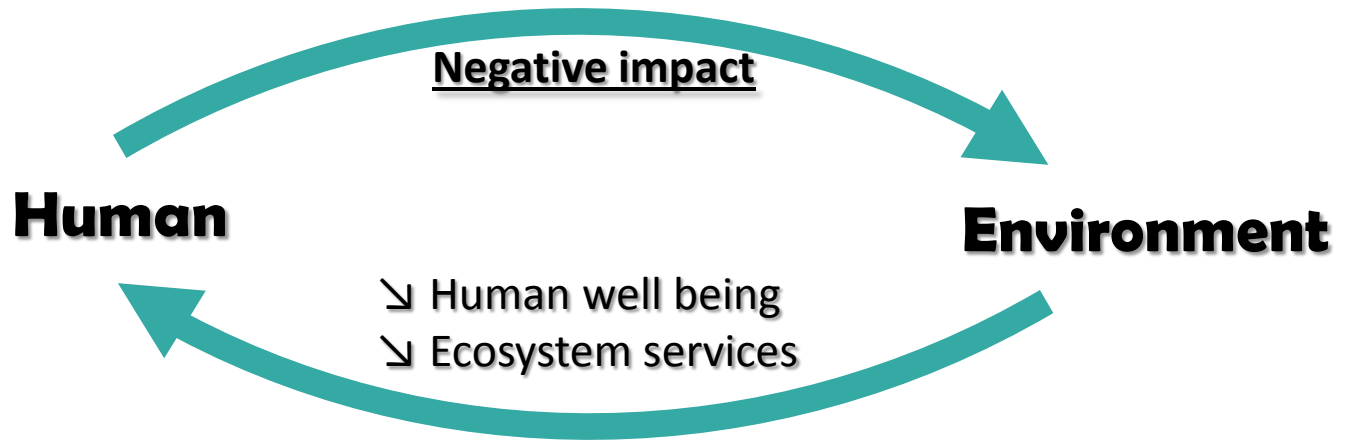 Negative impact
Human
Environment
↘ Human well being
↘ Ecosystem services